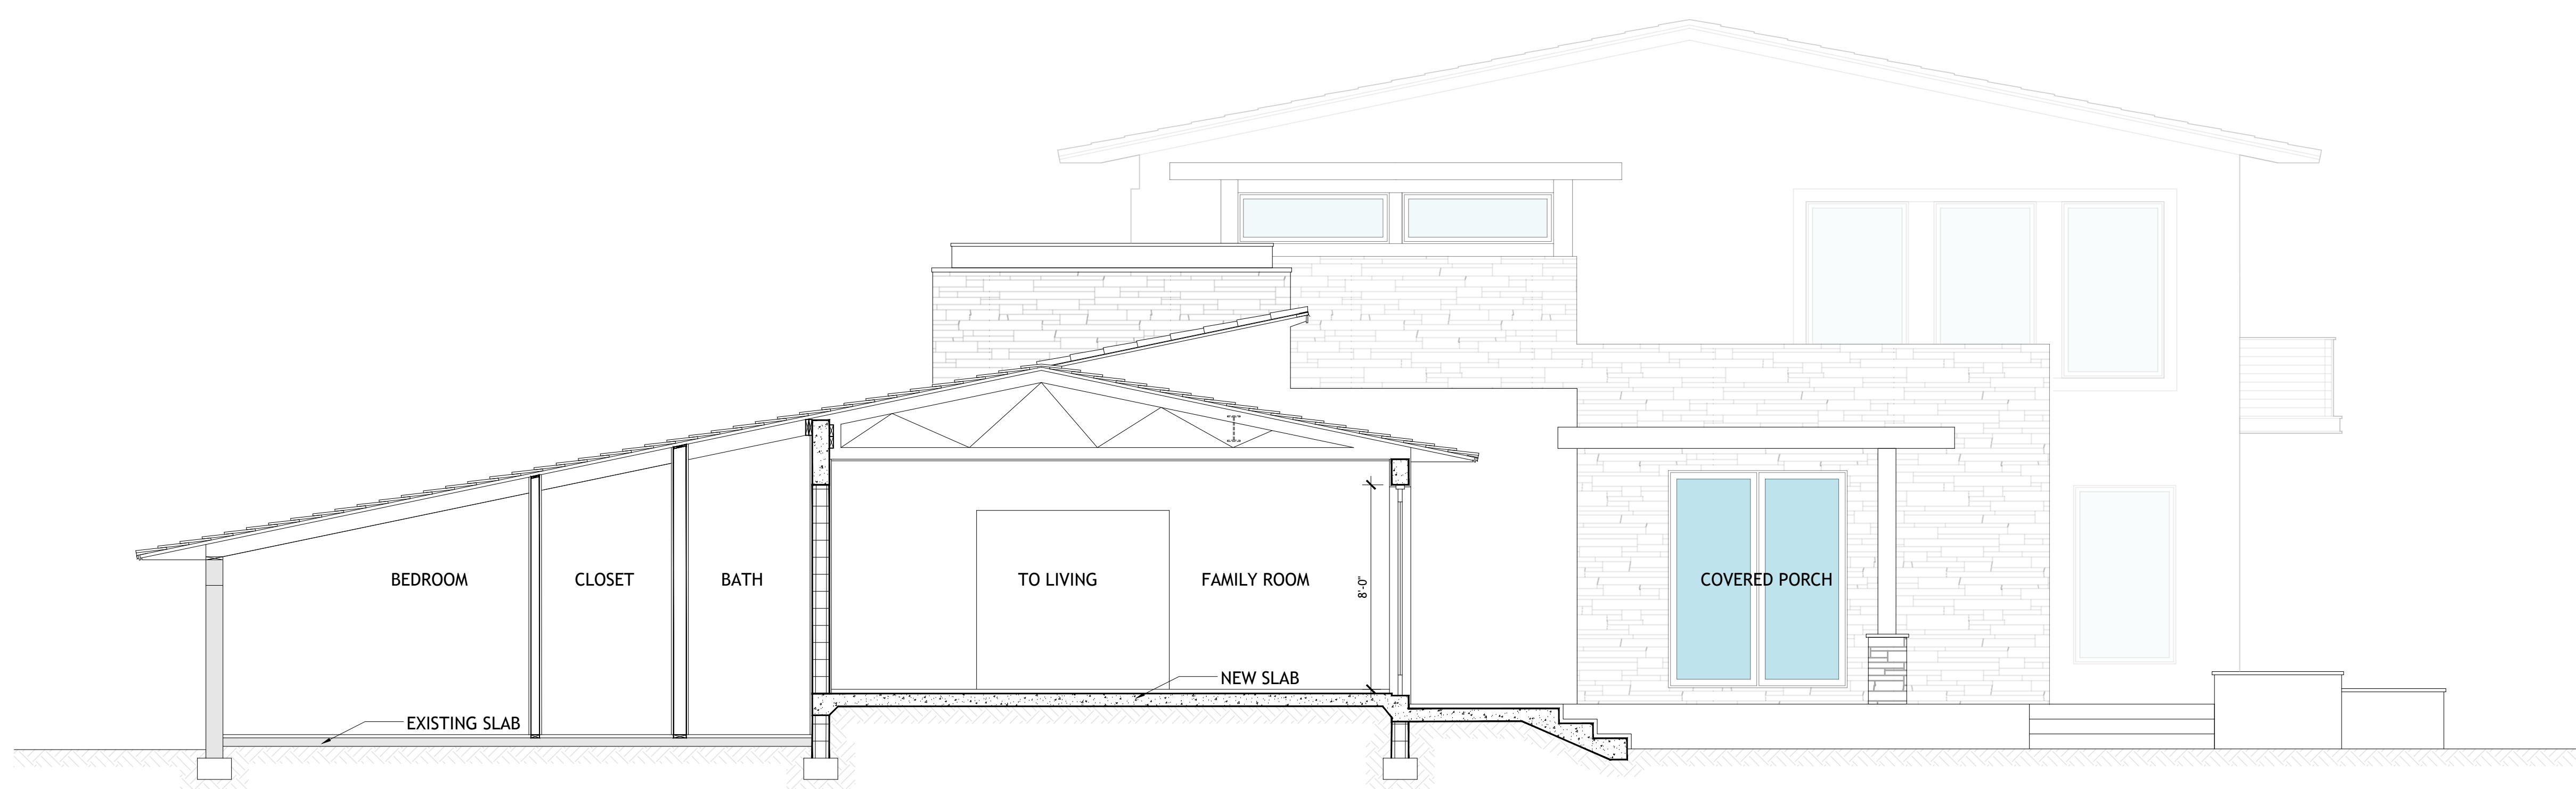 BEDROOM
CLOSET
BATH
TO LIVING
FAMILY ROOM
8'-0"
COVERED PORCH
NEW SLAB
EXISTING SLAB